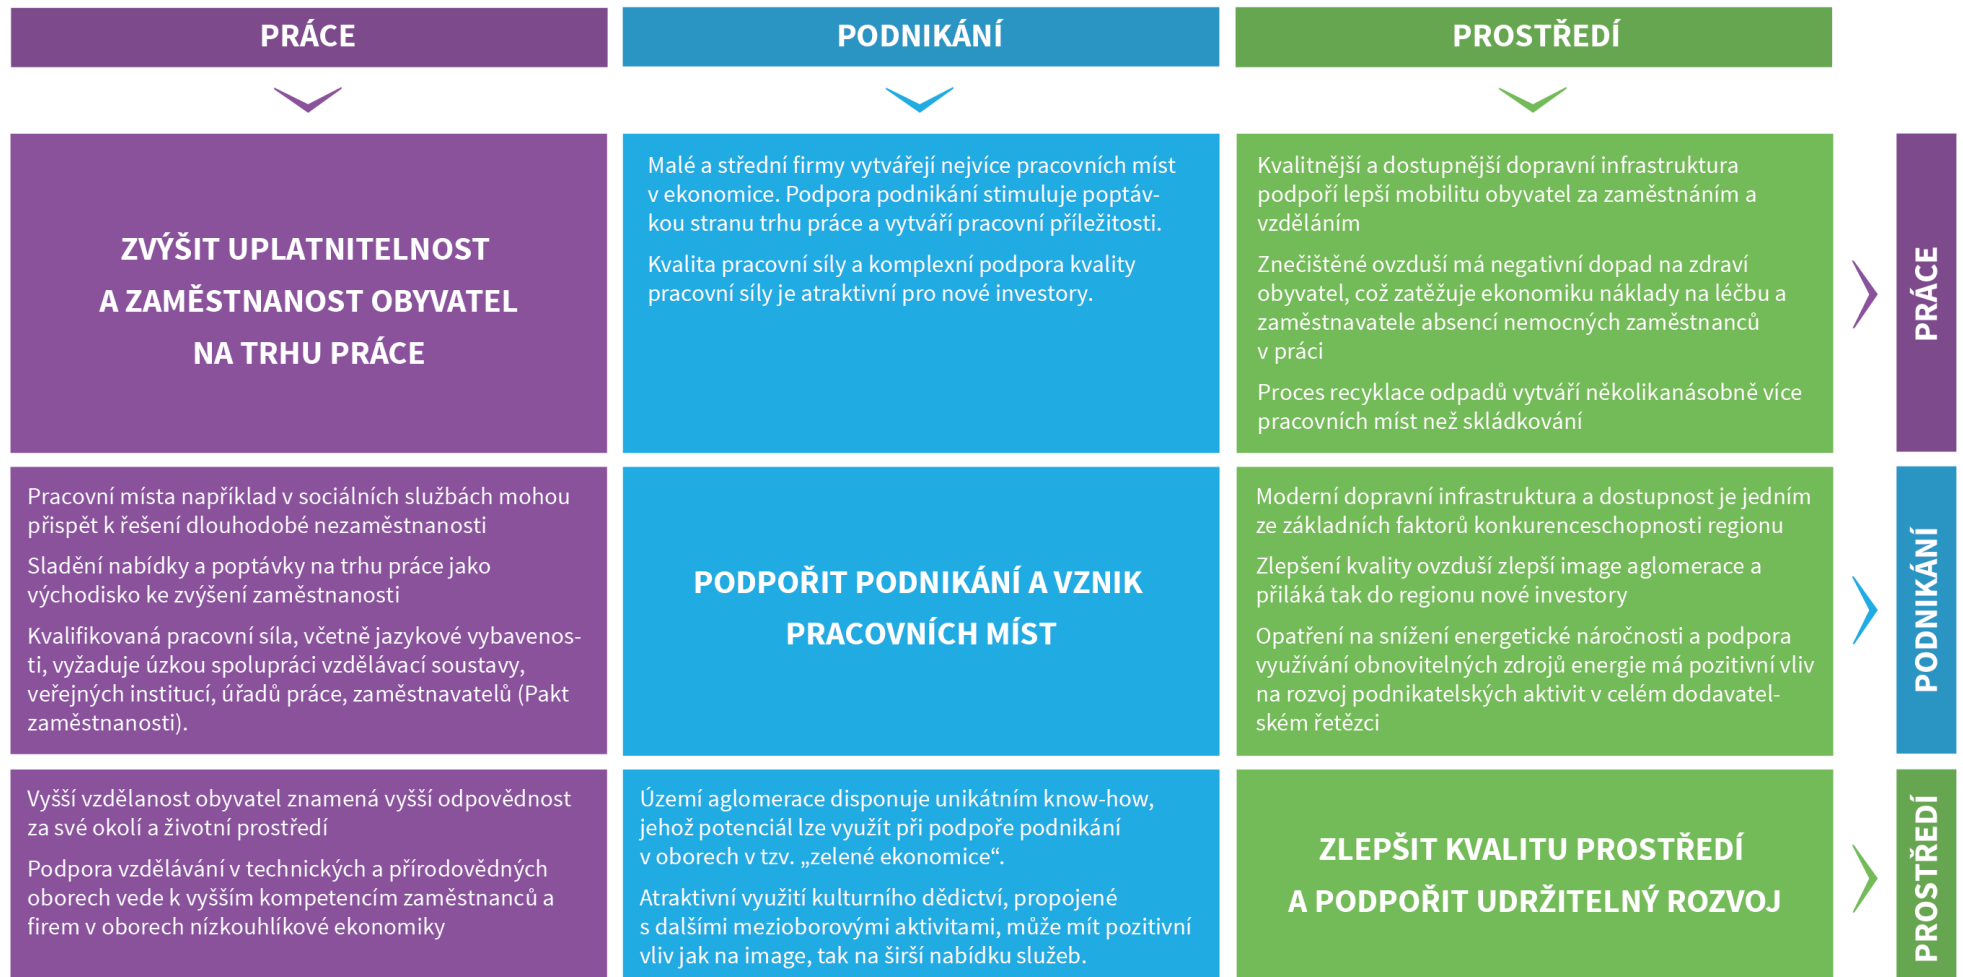 PRÁCE
PODNIKÁNÍ
PROSTŘEDÍ
ZVÝŠIT UPLATNITELNOST
A ZAMĚSTNANOST OBYVATEL
NA TRHU PRÁCE
Malé a střední firmy vytvářejí nejvíce pracovních míst
v ekonomice. Podpora podnikání stimuluje poptáv-
kou stranu trhu práce a vytváří pracovní příležitosti.
Kvalita pracovní síly a komplexní podpora kvality
pracovní síly je atraktivní pro nové investory.
Kvalitnější a dostupnější dopravní infrastruktura
podpoří lepší mobilitu obyvatel za zaměstnáním a
vzděláním
Znečištěné ovzduší má negativní dopad na zdraví
obyvatel, což zatěžuje ekonomiku náklady na léčbu a
zaměstnavatele absencí nemocných zaměstnanců
v práci
Proces recyklace odpadů vytváří několikanásobně více
pracovních míst než skládkování
PRÁCE
Pracovní místa například v sociálních službách mohou
přispět k řešení dlouhodobé nezaměstnanosti
Sladění nabídky a poptávky na trhu práce jako
východisko ke zvýšení zaměstnanosti
Kvalifikovaná pracovní síla, včetně jazykové vybavenos-
ti, vyžaduje úzkou spolupráci vzdělávací soustavy,
veřejných institucí, úřadů práce, zaměstnavatelů (Pakt
zaměstnanosti).
PODPOŘIT PODNIKÁNÍ A VZNIK
PRACOVNÍCH MÍST
Moderní dopravní infrastruktura a dostupnost je jedním
ze základních faktorů konkurenceschopnosti regionu
Zlepšení kvality ovzduší zlepší image aglomerace a
přiláká tak do regionu nové investory
Opatření na snížení energetické náročnosti a podpora
využívání obnovitelných zdrojů energie má pozitivní vliv
na rozvoj podnikatelských aktivit v celém dodavatel-
ském řetězci
PODNIKÁNÍ
Vyšší vzdělanost obyvatel znamená vyšší odpovědnost
za své okolí a životní prostředí
Podpora vzdělávání v technických a přírodovědných
oborech vede k vyšším kompetencím zaměstnanců a
firem v oborech nízkouhlíkové ekonomiky
Území aglomerace disponuje unikátním know-how,
jehož potenciál lze využít při podpoře podnikání
v oborech v tzv. „zelené ekonomice“.
Atraktivní využití kulturního dědictví, propojené
s dalšími mezioborovými aktivitami, může mít pozitivní
vliv jak na image, tak na širší nabídku služeb.
ZLEPŠIT KVALITU PROSTŘEDÍ
A PODPOŘIT UDRŽITELNÝ ROZVOJ
PROSTŘEDÍ